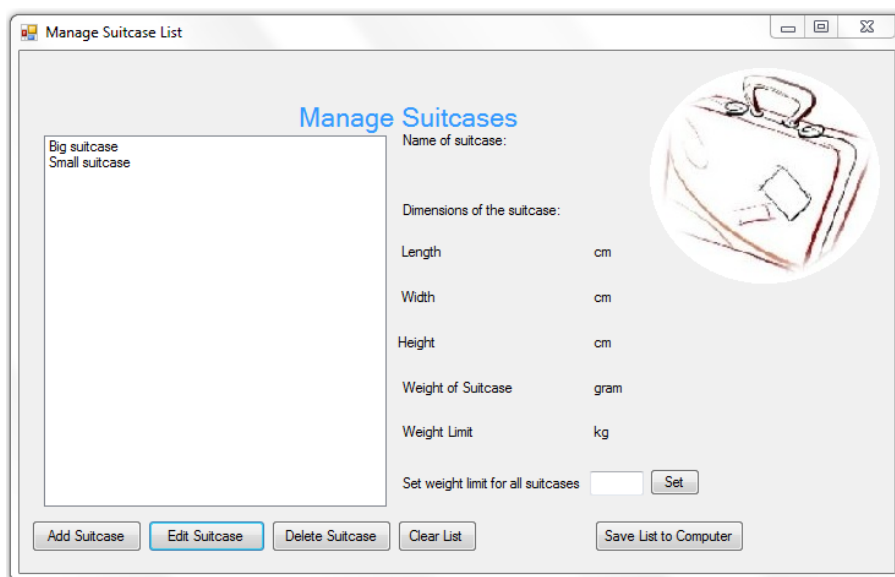 Manage Suitcase List
Manage Suitcases
Big suitcase
Small suitcase
Name of suitcase:
Dimensions of the suitcase:
Length cm
Width cm
Height cm
Weight of Suitcase gram
Weight Limit kg
Set weight limit for all suitcases Set
Add Suitcase Edit Suitcase Delete Suitcase Clear List Save List to Computer